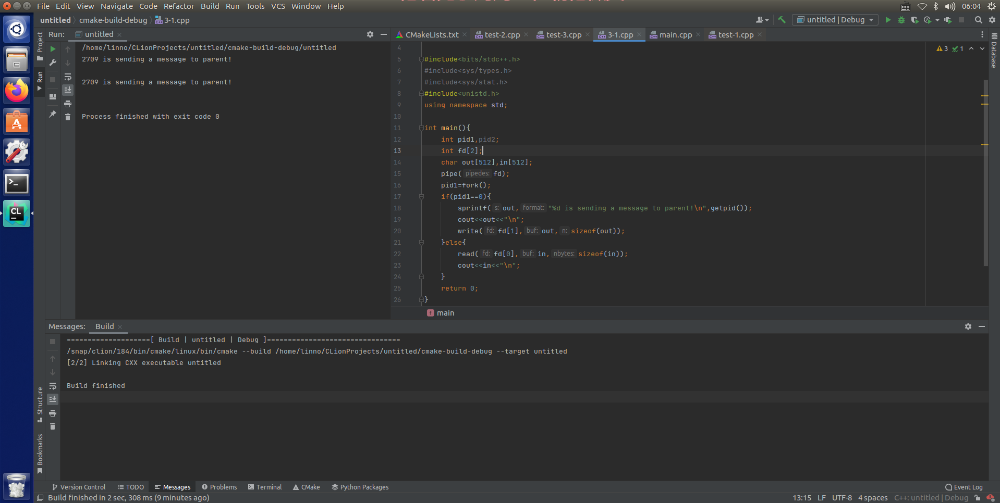 File Edit View Navigate Code Refactor Build Run Tools VCS Window Help
06:04
untitled cmake-build-debug 3-1.cpp
untitled | Debug
Run: untitled
CMakeLists.txt test-2.cpp test-3.cpp 3-1.cpp main.cpp test-1.cpp
Project
Run
Structure
Bookmarks
Database
/home/linno/CLionProjects/untitled/cmake-build-debug/untitled
2709 is sending a message to parent!
2709 is sending a message to parent!
Process finished with exit code 0
3 1
4
5 #include<bits/stdc++.h>
6 #include<sys/types.h>
7 #include<sys/stat.h>
8 #include<unistd.h>
9 using namespace std;
10
11 int main(){
12 int pid1,pid2;
13 int fd[2];
14 char out[512],in[512];
15 pipe( pipedes: fd);
16 pid1=fork();
17 if(pid1==0){
18 sprintf( s: out, format: "%d is sending a message to parent!\n",getpid());
19 cout<<out<<"\n";
20 write( fd: fd[1], buf: out, n: sizeof(out));
21 }else{
22 read( fd: fd[0], buf: in, nbytes: sizeof(in));
23 cout<<in<<"\n";
24 }
25 return 0;
26 }
f main
Messages: Build
====================[ Build | untitled | Debug ]================================
/snap/clion/184/bin/cmake/linux/bin/cmake --build /home/linno/CLionProjects/untitled/cmake-build-debug --target untitled
[2/2] Linking CXX executable untitled
Build finished
Version Control TODO Messages Problems Terminal CMake Python Packages Event Log
Build finished in 2 sec, 308 ms (9 minutes ago) 13:15 LF UTF-8 4 spaces C++: untitled | Debug
CL